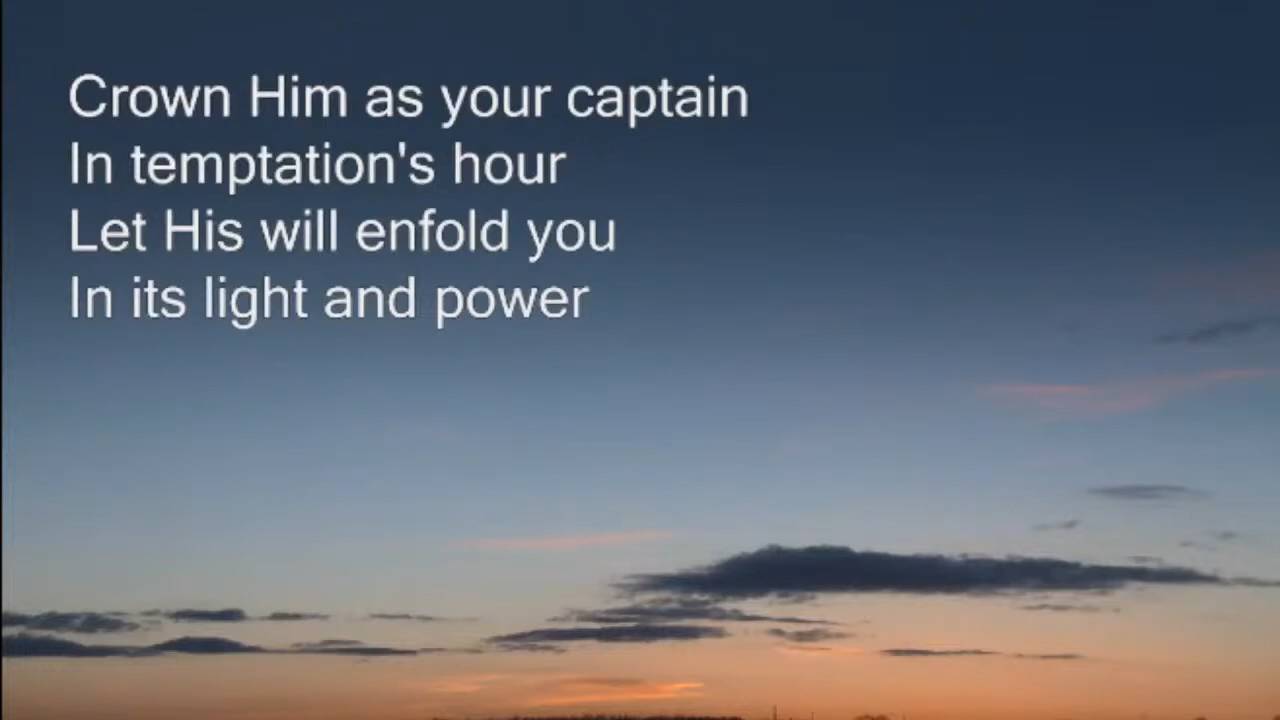 Crown Him as your captain
In temptation's hour
Let His will enfold you
In its light and power